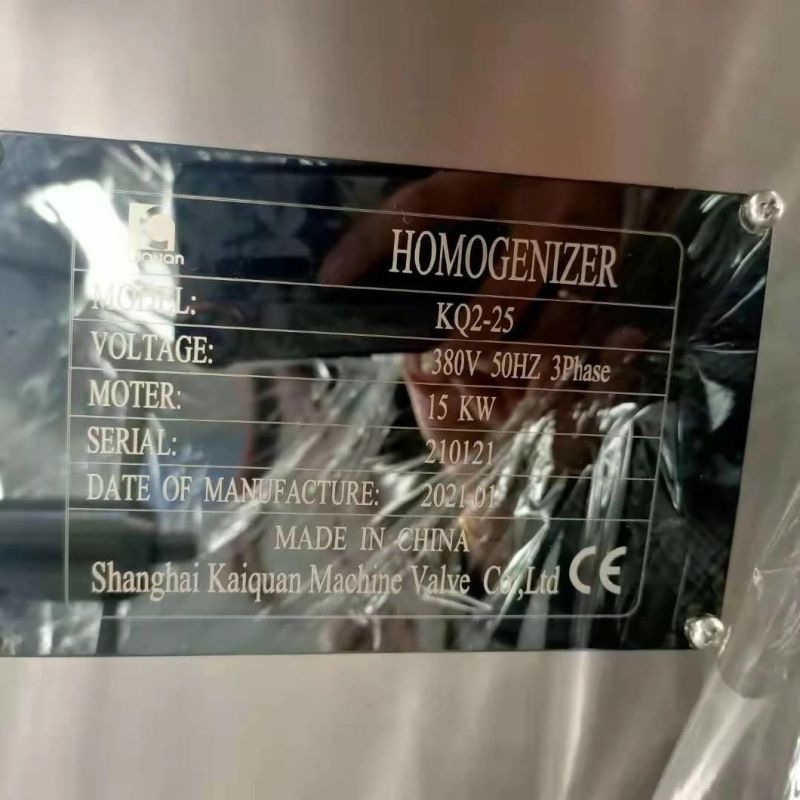 HOMOGENIZER
MODEL: KQ2-25
VOLTAGE: 380V 50HZ 3Phase
MOTER: 15 KW
SERIAL: 210121
DATE OF MANUFACTURE: 2021.01
MADE IN CHINA
Shanghai Kaiquan Machine Valve Co.,Ltd CE